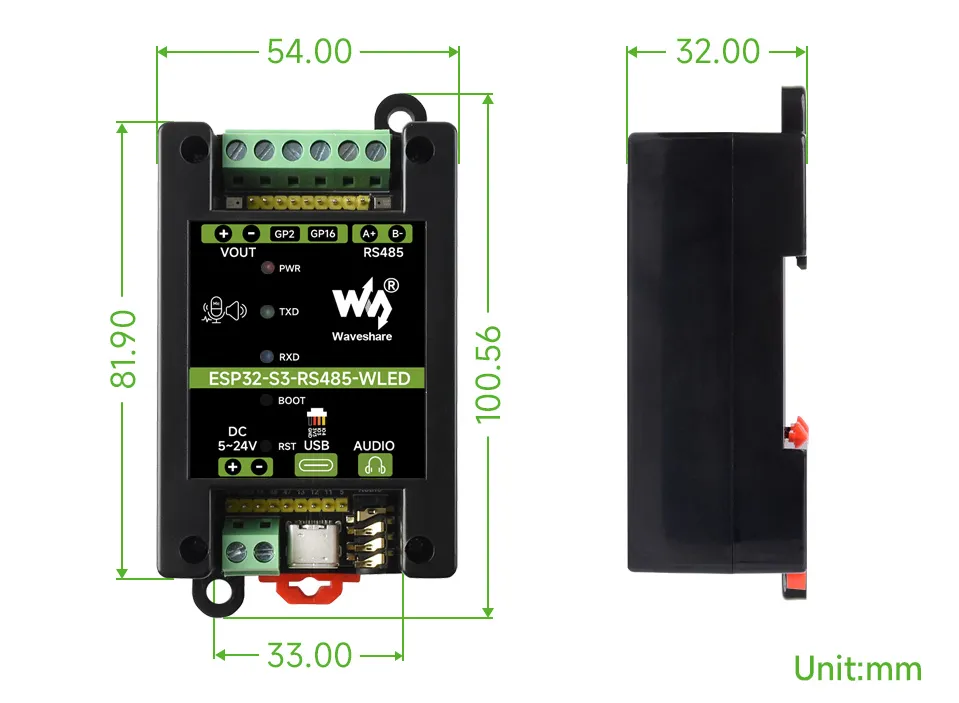 54.00
32.00
81.90
100.56
+ - GP2 GP16 A+ B-
VOUT RS485
PWR
TXD
®
Waveshare
RXD
ESP32-S3-RS485-WLED
BOOT
DC
5~24V RST USB AUDIO
+ -
33.00
Unit:mm